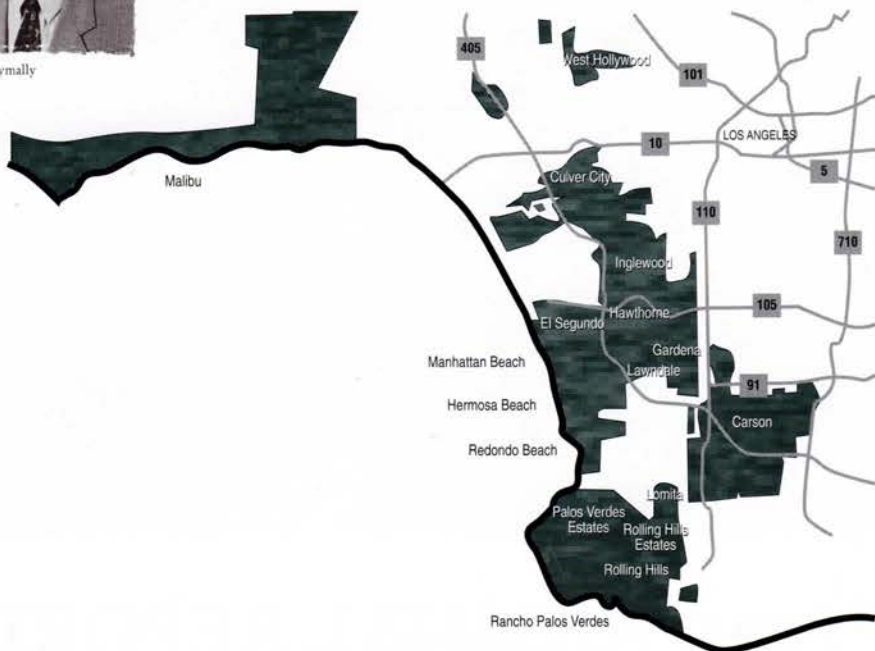 ymally
405
West Hollywood
101
LOS ANGELES
10
5
Malibu
Culver City
110
710
Inglewood
105
El Segundo
Hawthorne
Gardena
Manhattan Beach
Lawndale
91
Hermosa Beach
Carson
Redondo Beach
Lomita
Palos Verdes
Estates
Rolling Hills
Estates
Rolling Hills
Rancho Palos Verdes